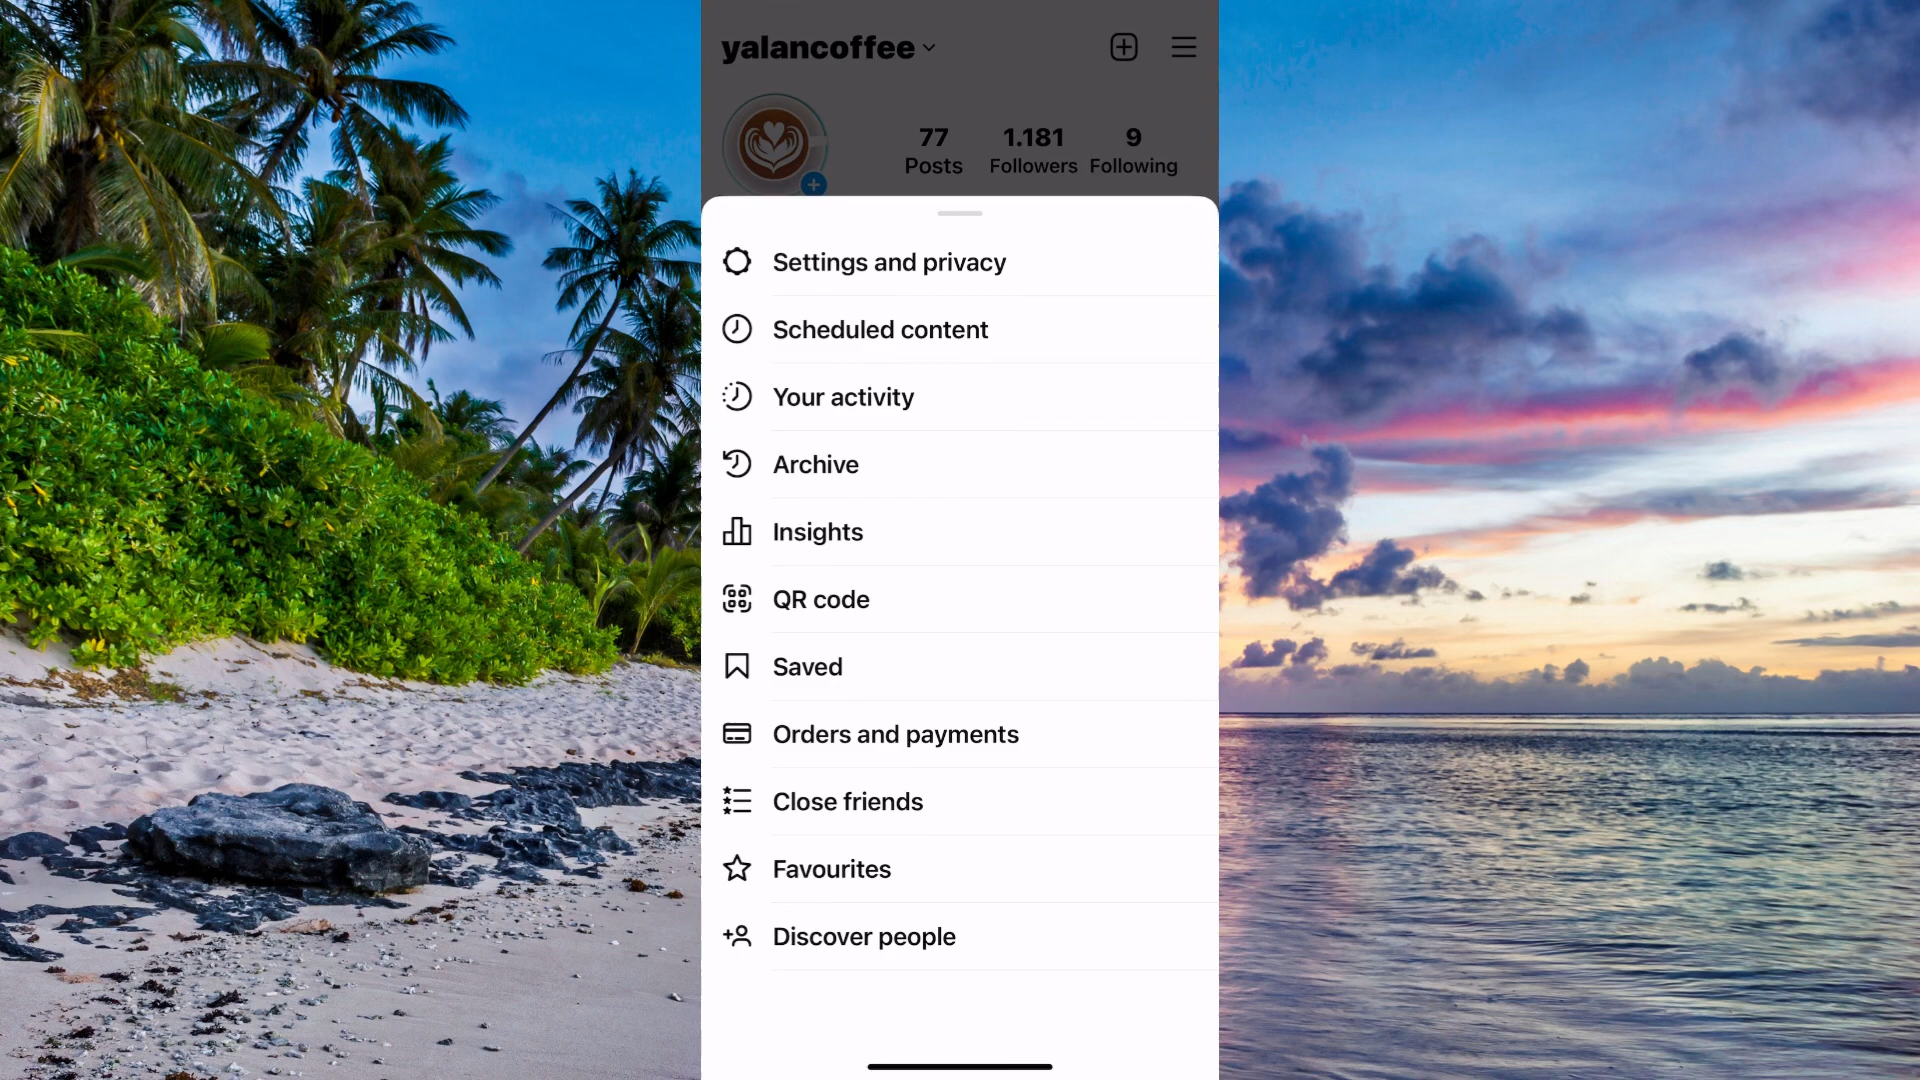 yalancoffee
77 1.181 9
Posts Followers Following
Settings and privacy
Scheduled content
Your activity
Archive
Insights
QR code
Saved
Orders and payments
Close friends
Favourites
Discover people